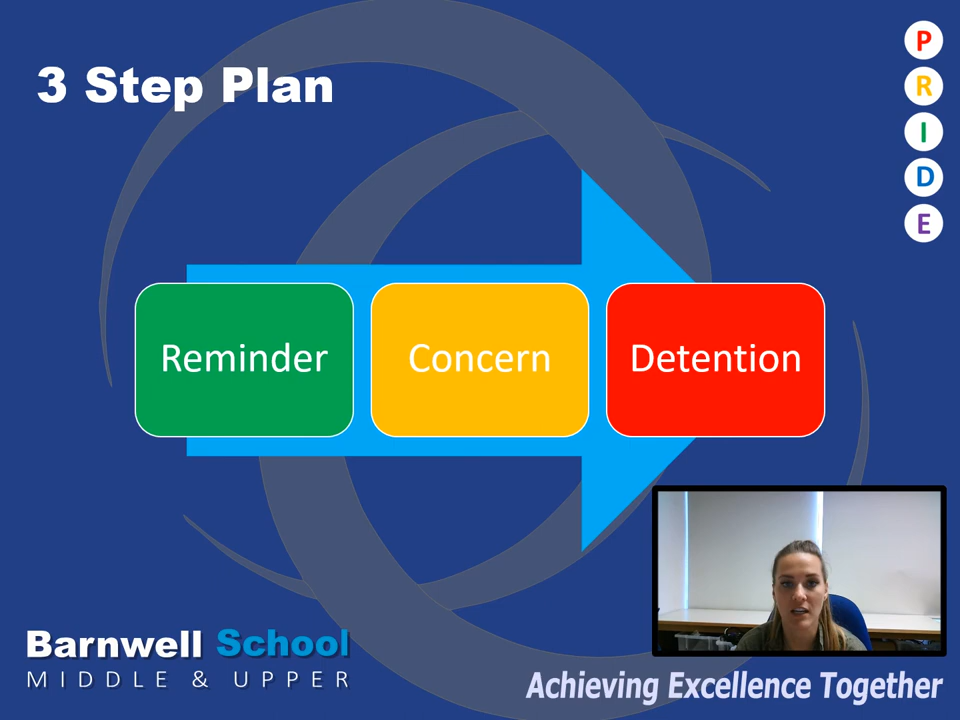 3 Step Plan
P
R
I
D
E
Reminder
Concern
Detention
Barnwell School
MIDDLE & UPPER
Achieving Excellence Together